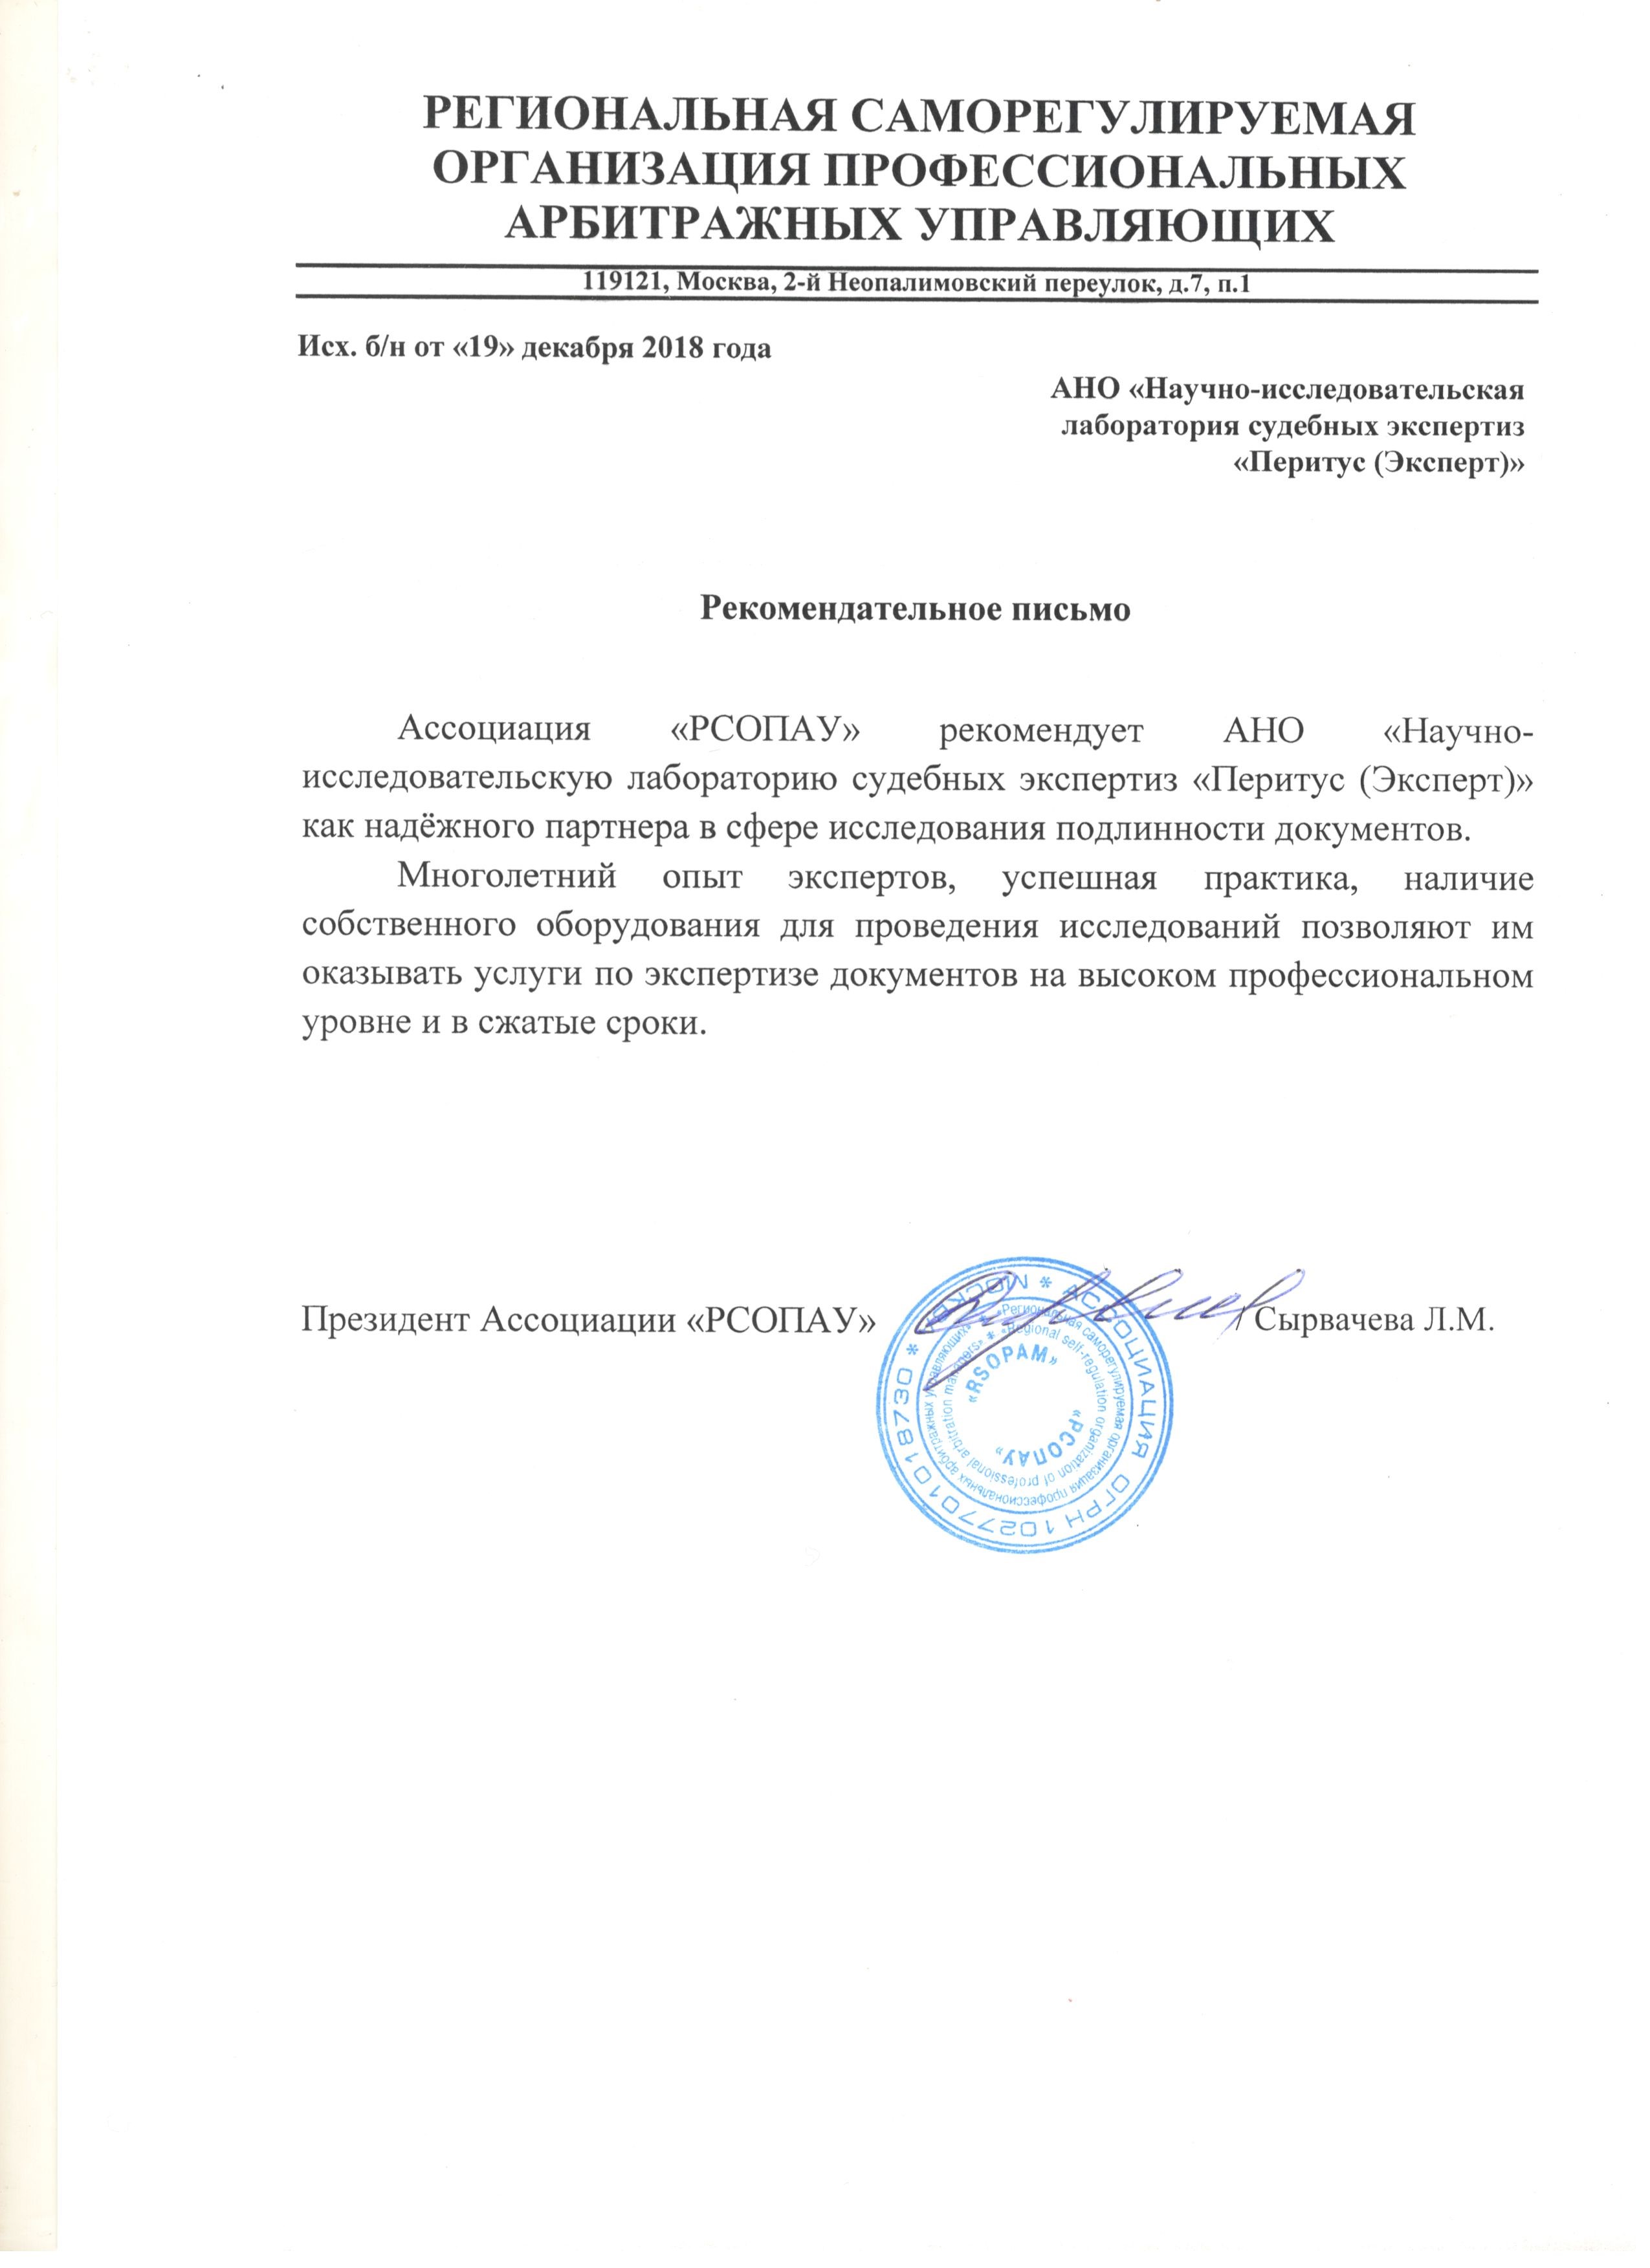 РЕГИОНАЛЬНАЯ САМОРЕГУЛИРУЕМАЯ
ОРГАНИЗАЦИЯ ПРОФЕССИОНАЛЬНЫХ
АРБИТРАЖНЫХ УПРАВЛЯЮЩИХ
119121, Москва, 2-й Неопалимовский переулок, д.7, п.1
Исх. б/н от «19» декабря 2018 года
АНО «Научно-исследовательская
лаборатория судебных экспертиз
«Перитус (Эксперт)»
Рекомендательное письмо
Ассоциация «РСОПАУ» рекомендует АНО «Научно-
исследовательскую лабораторию судебных экспертиз «Перитус (Эксперт)»
как надёжного партнера в сфере исследования подлинности документов.
Многолетний опыт экспертов, успешная практика, наличие
собственного оборудования для проведения исследований позволяют им
оказывать услуги по экспертизе документов на высоком профессиональном
уровне и в сжатые сроки.
Президент Ассоциации «РСОПАУ» / Сырвачева Л.М.
* АССОЦИАЦИЯ ОГРН 1027701018730 * МОСКВА
«Региональная саморегулируемая организация профессиональных арбитражных управляющих»
* «Regional self-regulation organization of professional arbitration managers»
«RSOPAM»
«РСОПАУ»